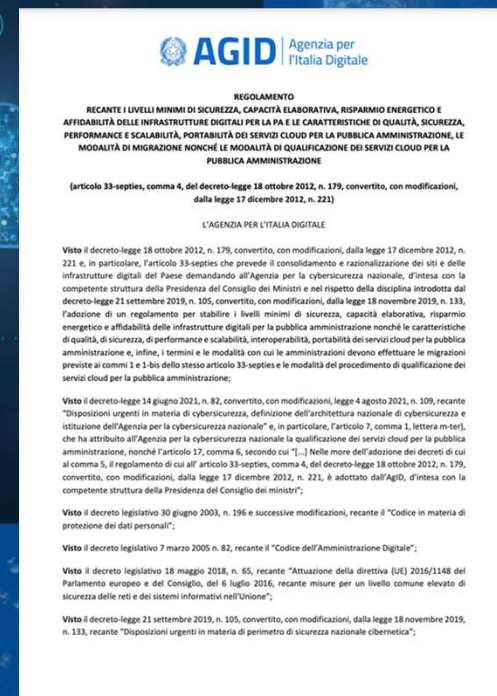 AGID
Agenzia per
l'Italia Digitale
REGOLAMENTO
RECANTE I LIVELLI MINIMI DI SICUREZZA, CAPACITÀ ELABORATIVA, RISPARMIO ENERGETICO E
AFFIDABILITÀ DELLE INFRASTRUTTURE DIGITALI PER LA PA E LE CARATTERISTICHE DI QUALITÀ, SICUREZZA,
PERFORMANCE E SCALABILITÀ, PORTABILITÀ DEI SERVIZI CLOUD PER LA PUBBLICA AMMINISTRAZIONE, LE
MODALITÀ DI MIGRAZIONE NONCHÉ LE MODALITÀ DI QUALIFICAZIONE DEI SERVIZI CLOUD PER LA
PUBBLICA AMMINISTRAZIONE
(articolo 33-septies, comma 4, del decreto-legge 18 ottobre 2012, n. 179, convertito, con modificazioni,
dalla legge 17 dicembre 2012, n. 221)
L'AGENZIA PER L'ITALIA DIGITALE
Visto il decreto-legge 18 ottobre 2012, n. 179, convertito, con modificazioni, dalla legge 17 dicembre 2012, n.
221 e, in particolare, l'articolo 33-septies che prevede il consolidamento e razionalizzazione dei siti e delle
infrastrutture digitali del Paese demandando all'Agenzia per la cybersicurezza nazionale, d'intesa con la
competente struttura della Presidenza del Consiglio dei Ministri e nel rispetto della disciplina introdotta dal
decreto-legge 21 settembre 2019, n. 105, convertito, con modificazioni, dalla legge 18 novembre 2019, n. 133,
l'adozione di un regolamento per stabilire i livelli minimi di sicurezza, capacità elaborativa, risparmio
energetico e affidabilità delle infrastrutture digitali per la pubblica amministrazione nonché le caratteristiche
di qualità, di sicurezza, di performance e scalabilità, interoperabilità, portabilità dei servizi cloud per la pubblica
amministrazione e, infine, i termini e le modalità con cui le amministrazioni devono effettuare le migrazioni
previste ai commi 1 e 1-bis dello stesso articolo 33-septies e le modalità del procedimento di qualificazione dei
servizi cloud per la pubblica amministrazione;
Visto il decreto-legge 14 giugno 2021, n. 82, convertito, con modificazioni, legge 4 agosto 2021, n. 109, recante
"Disposizioni urgenti in materia di cybersicurezza, definizione dell'architettura nazionale di cybersicurezza e
istituzione dell'Agenzia per la cybersicurezza nazionale" e, in particolare, l'articolo 7, comma 1, lettera m-ter),
che ha attribuito all'Agenzia per la cybersicurezza nazionale la qualificazione dei servizi cloud per la pubblica
amministrazione, nonché l'articolo 17, comma 6, secondo cui "[...] Nelle more dell'adozione dei decreti di cui
al comma 5, il regolamento di cui all' articolo 33-septies, comma 4, del decreto-legge 18 ottobre 2012, n. 179,
convertito, con modificazioni, dalla legge 17 dicembre 2012, n. 221, è adottato dall'AgID, d'intesa con la
competente struttura della Presidenza del Consiglio dei ministri";
Visto il decreto legislativo 30 giugno 2003, n. 196 e successive modificazioni, recante il "Codice in materia di
protezione dei dati personali";
Visto il decreto legislativo 7 marzo 2005 n. 82, recante il "Codice dell'Amministrazione Digitale";
Visto il decreto legislativo 18 maggio 2018, n. 65, recante "Attuazione della direttiva (UE) 2016/1148 del
Parlamento europeo e del Consiglio, del 6 luglio 2016, recante misure per un livello comune elevato di
sicurezza delle reti e dei sistemi informativi nell'Unione";
Visto il decreto-legge 21 settembre 2019, n. 105, convertito, con modificazioni, dalla legge 18 novembre 2019,
n. 133, recante "Disposizioni urgenti in materia di perimetro di sicurezza nazionale cibernetica";